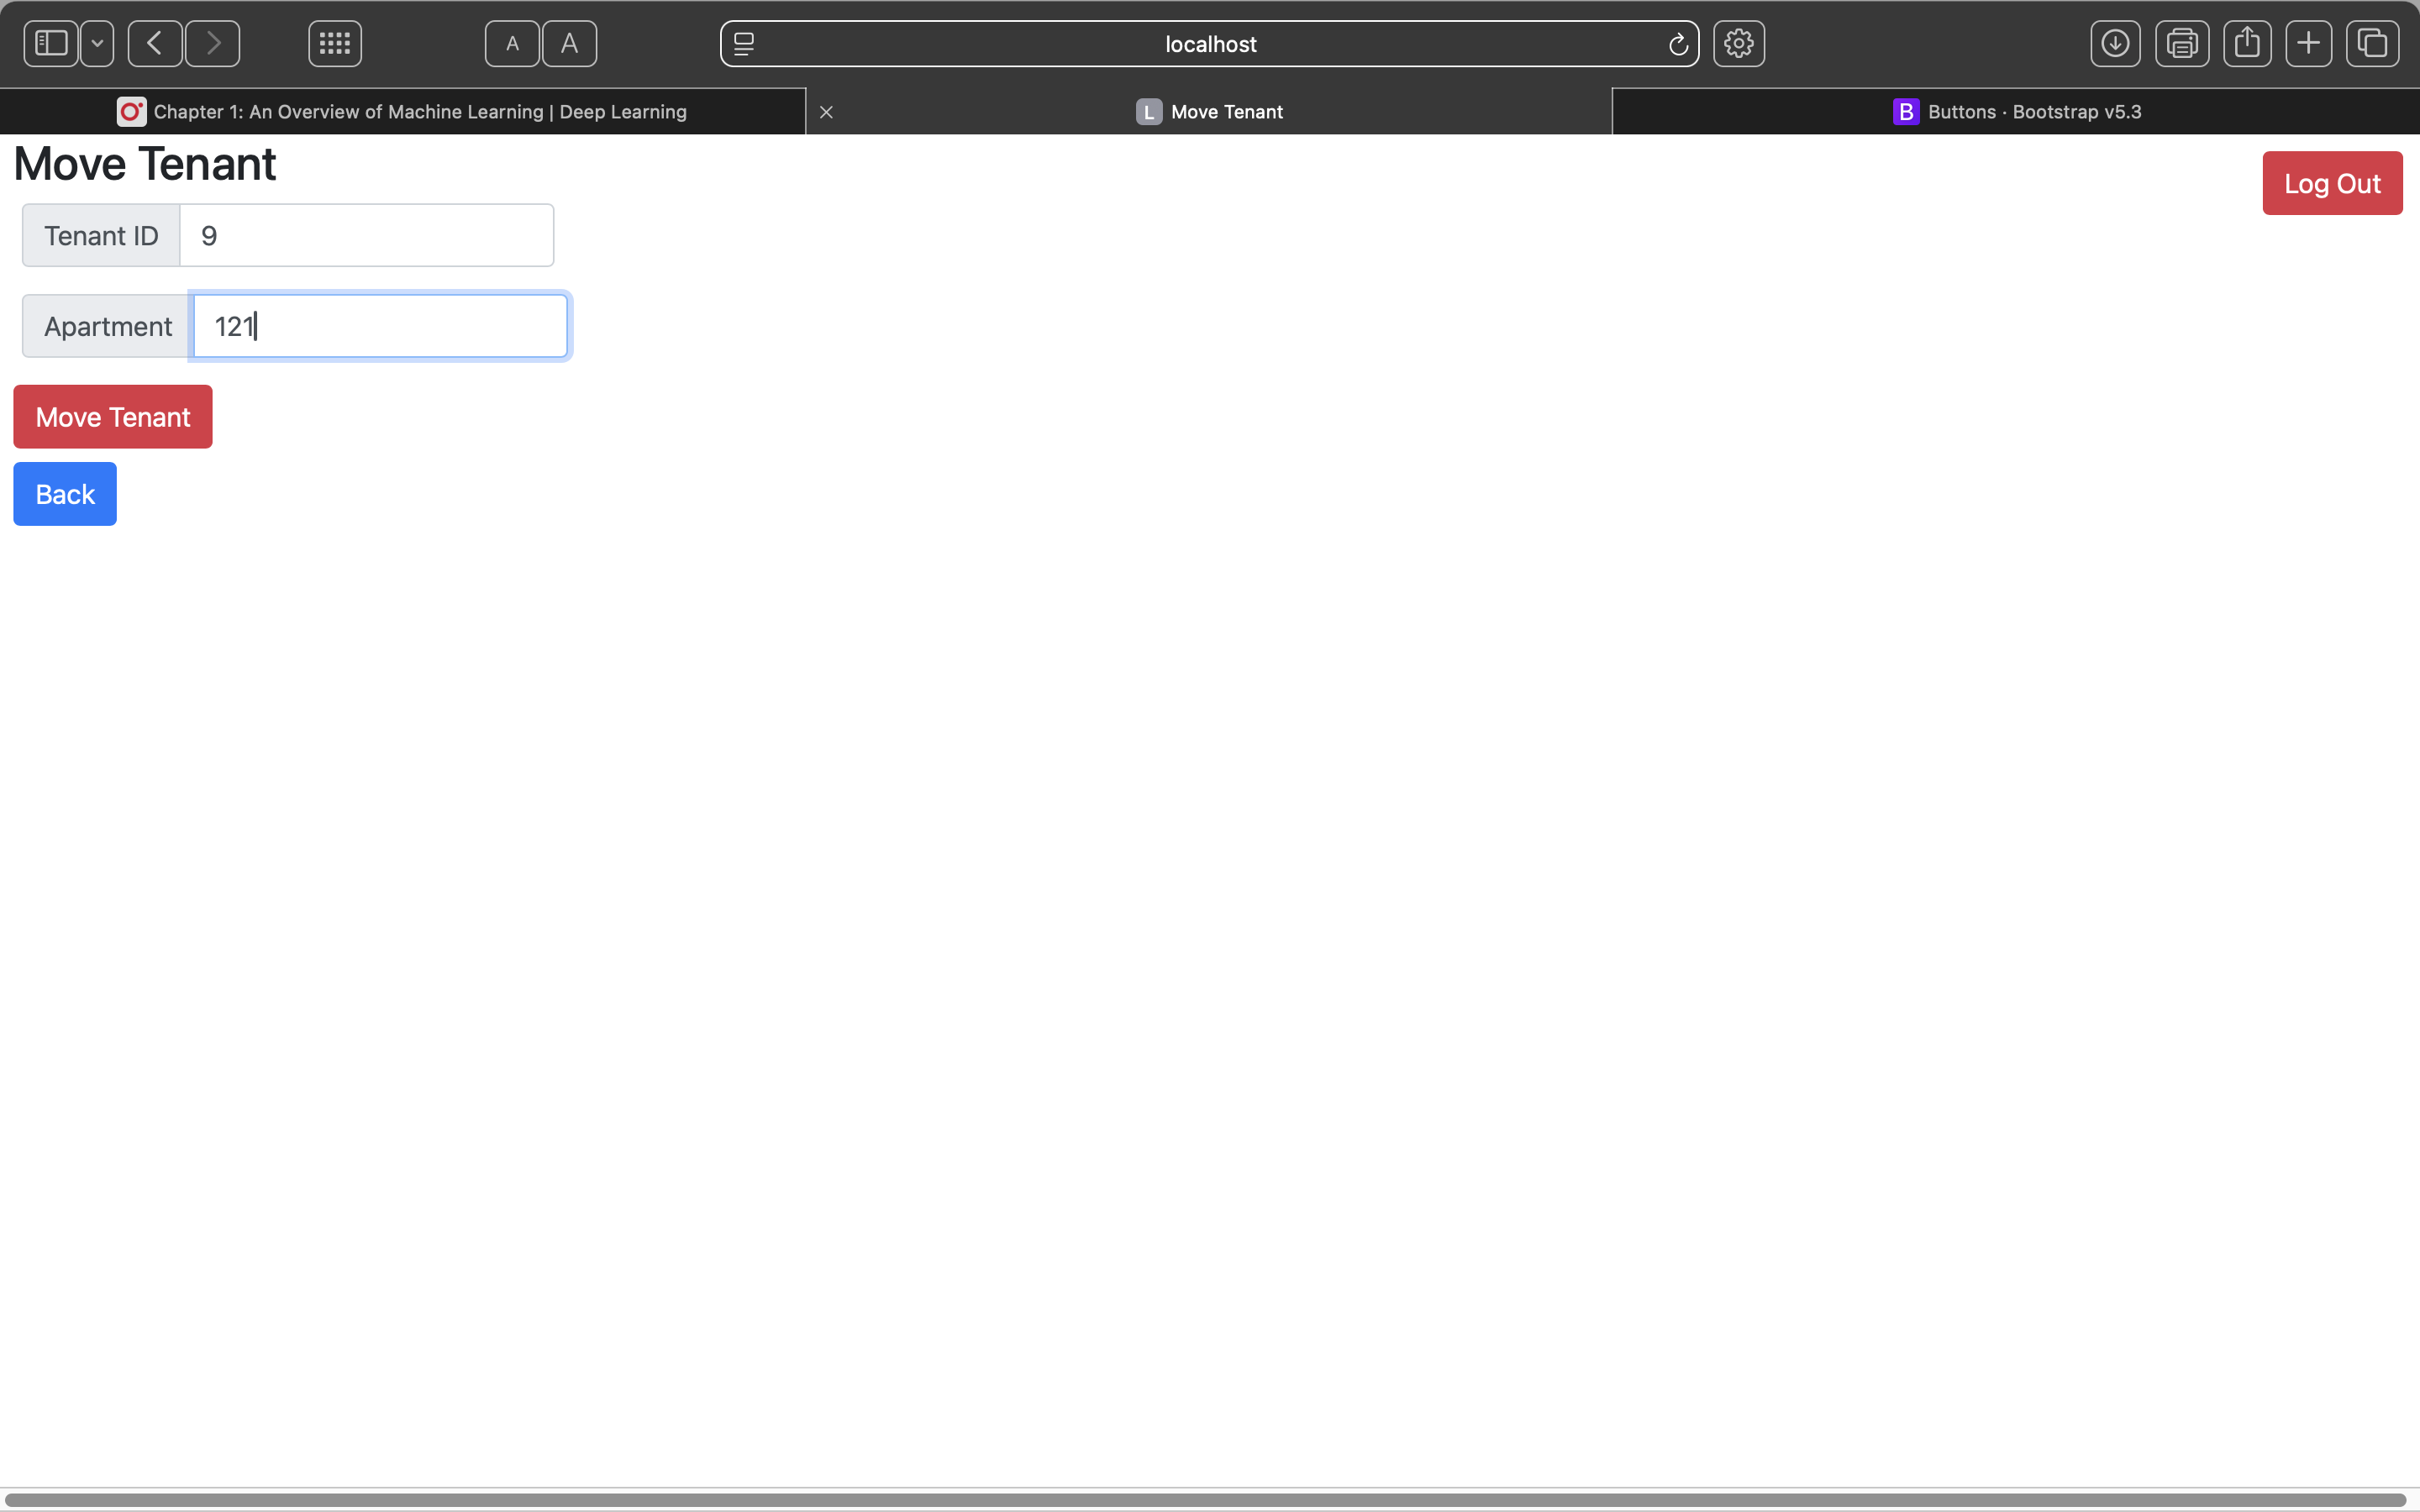 A A localhost
Chapter 1: An Overview of Machine Learning | Deep Learning
L Move Tenant
B Buttons · Bootstrap v5.3
Move Tenant
Log Out
Tenant ID 9
Apartment 121
Move Tenant
Back